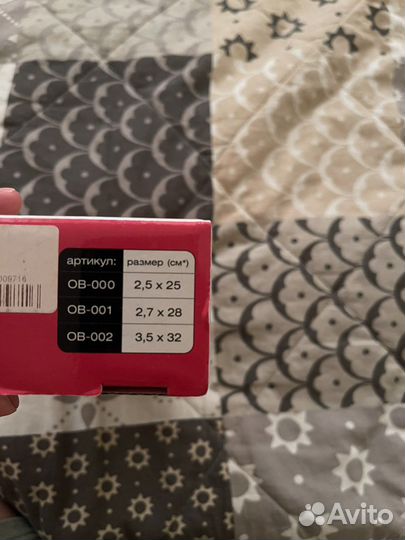 артикул: размер (см*)
OB-000 2,5 x 25
OB-001 2,7 x 28
OB-002 3,5 x 32
009716
Avito